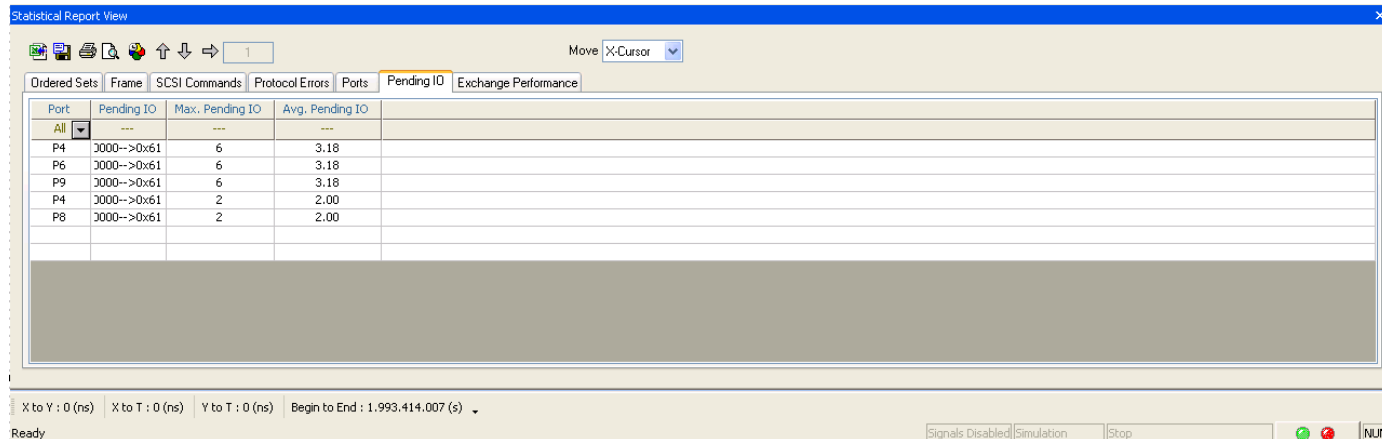 Statistical Report View
1 Move X-Cursor
Ordered Sets Frame SCSI Commands Protocol Errors Ports Pending IO Exchange Performance
Port Pending IO Max. Pending IO Avg. Pending IO
All --- --- ---
P4 0000-->0x61 6 3.18
P6 0000-->0x61 6 3.18
P9 0000-->0x61 6 3.18
P4 0000-->0x61 2 2.00
P8 0000-->0x61 2 2.00
X to Y : 0 (ns) X to T : 0 (ns) Y to T : 0 (ns) Begin to End : 1.993.414.007 (s)
Ready Signals Disabled Simulation Stop NUM